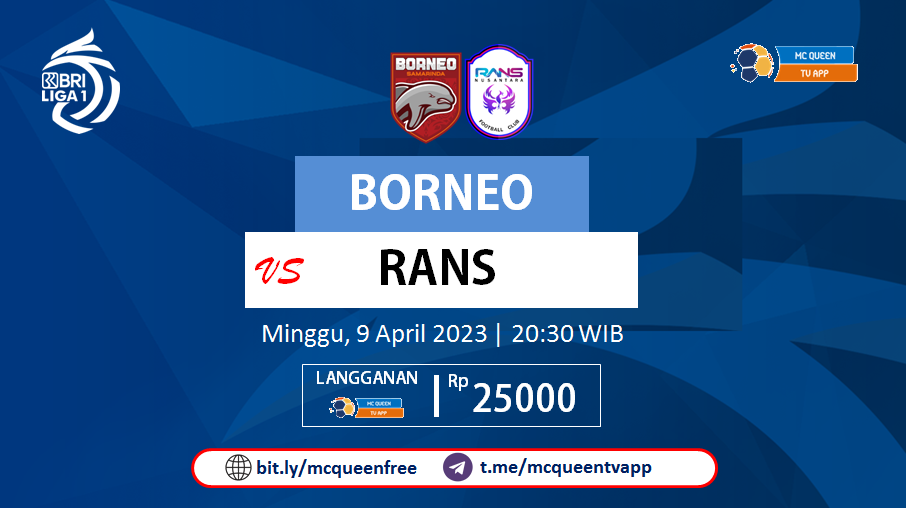 BRI
LIGA 1
BORNEO
SAMARINDA
RANS
NUSANTARA
FOOTBALL CLUB
MC QUEEN
TV APP
BORNEO
VS RANS
Minggu, 9 April 2023 | 20:30 WIB
LANGGANAN
MC QUEEN
TV APP
Rp 25000
bit.ly/mcqueenfree
t.me/mcqueentvapp